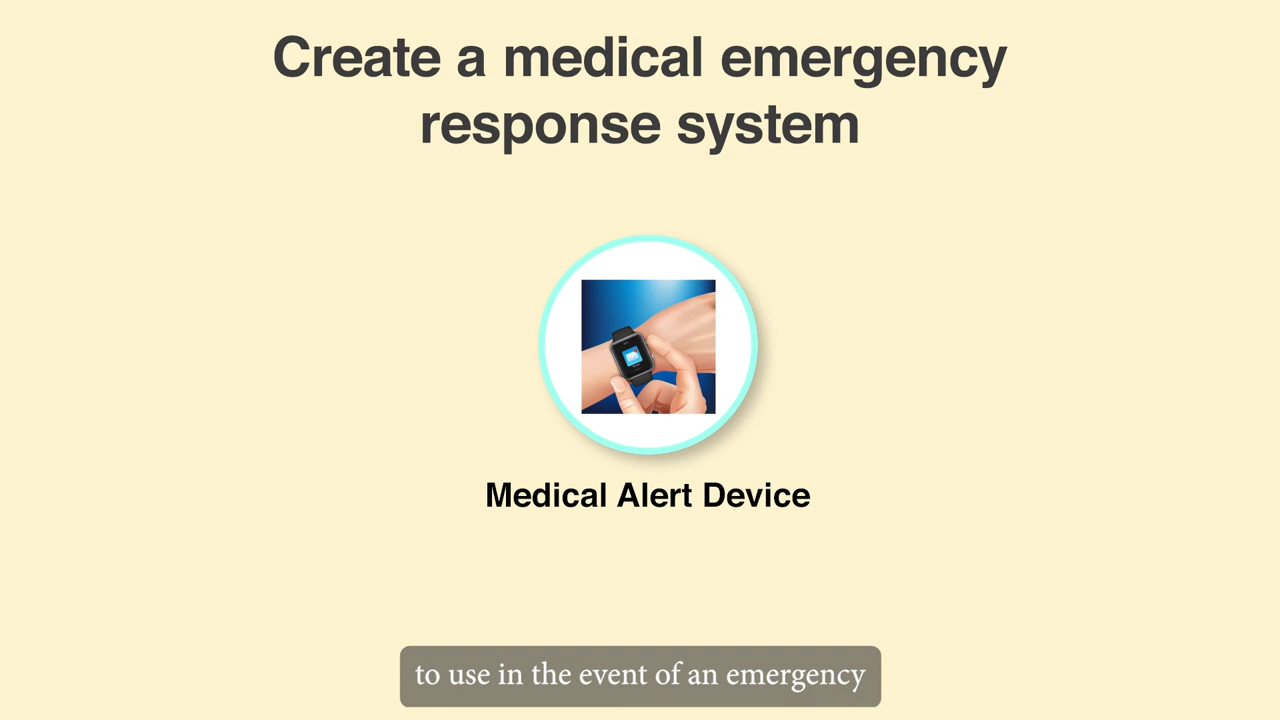 Create a medical emergency
response system
Medical Alert Device
to use in the event of an emergency